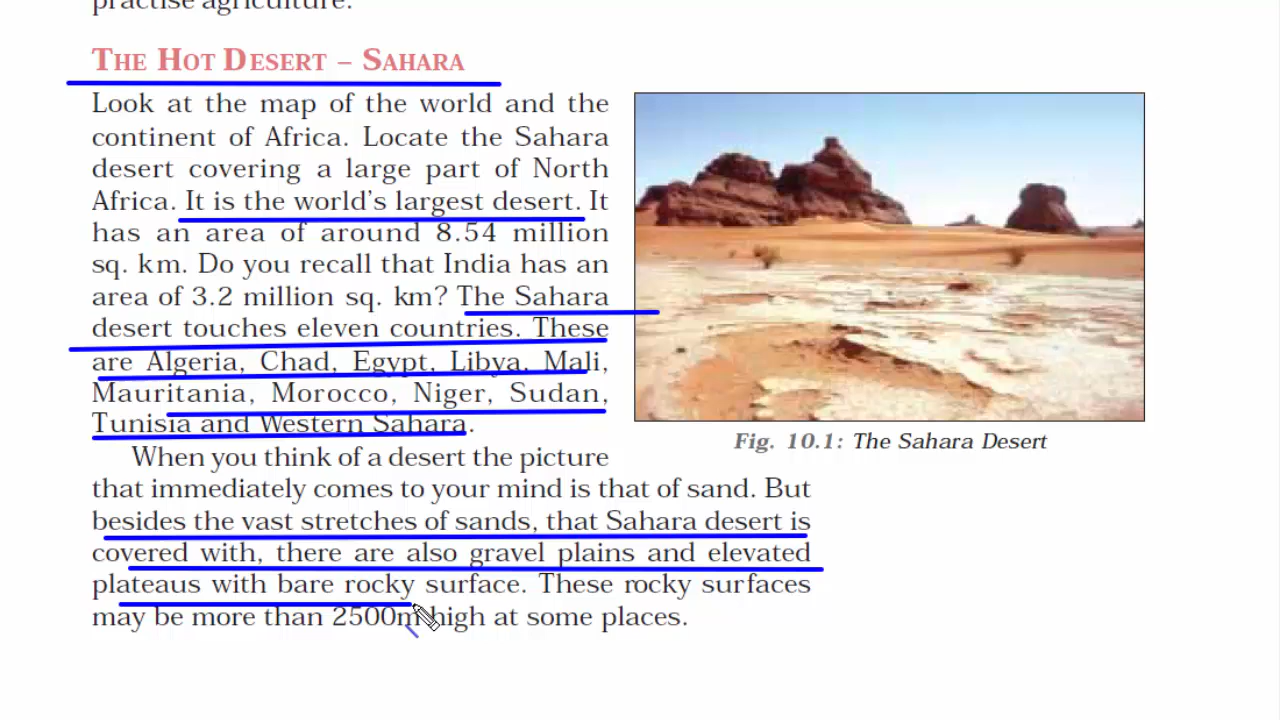 practise agriculture.
THE HOT DESERT – SAHARA
Look at the map of the world and the
continent of Africa. Locate the Sahara
desert covering a large part of North
Africa. It is the world's largest desert. It
has an area of around 8.54 million
sq. km. Do you recall that India has an
area of 3.2 million sq. km? The Sahara
desert touches eleven countries. These
are Algeria, Chad, Egypt, Libya, Mali,
Mauritania, Morocco, Niger, Sudan,
Tunisia and Western Sahara.
When you think of a desert the picture
that immediately comes to your mind is that of sand. But
besides the vast stretches of sands, that Sahara desert is
covered with, there are also gravel plains and elevated
plateaus with bare rocky surface. These rocky surfaces
may be more than 2500m high at some places.
Fig. 10.1: The Sahara Desert